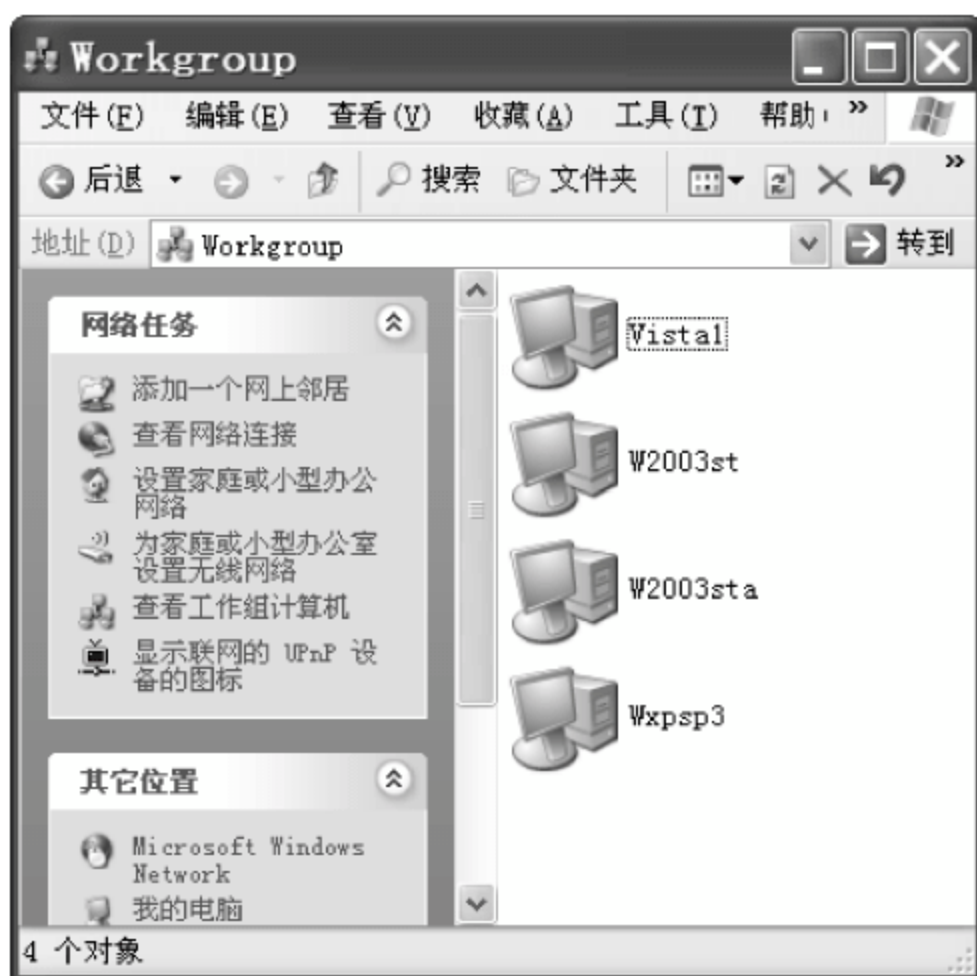 Workgroup
文件(F) 编辑(E) 查看(V) 收藏(A) 工具(T) 帮助 »
后退 搜索 文件夹 »
地址(D) Workgroup 转到
网络任务
添加一个网上邻居
查看网络连接
设置家庭或小型办公
网络
为家庭或小型办公室
设置无线网络
查看工作组计算机
显示联网的 UPnP 设
备的图标
其它位置
Microsoft Windows
Network
我的电脑
Vista1
W2003st
W2003sta
Wxpsp3
4 个对象